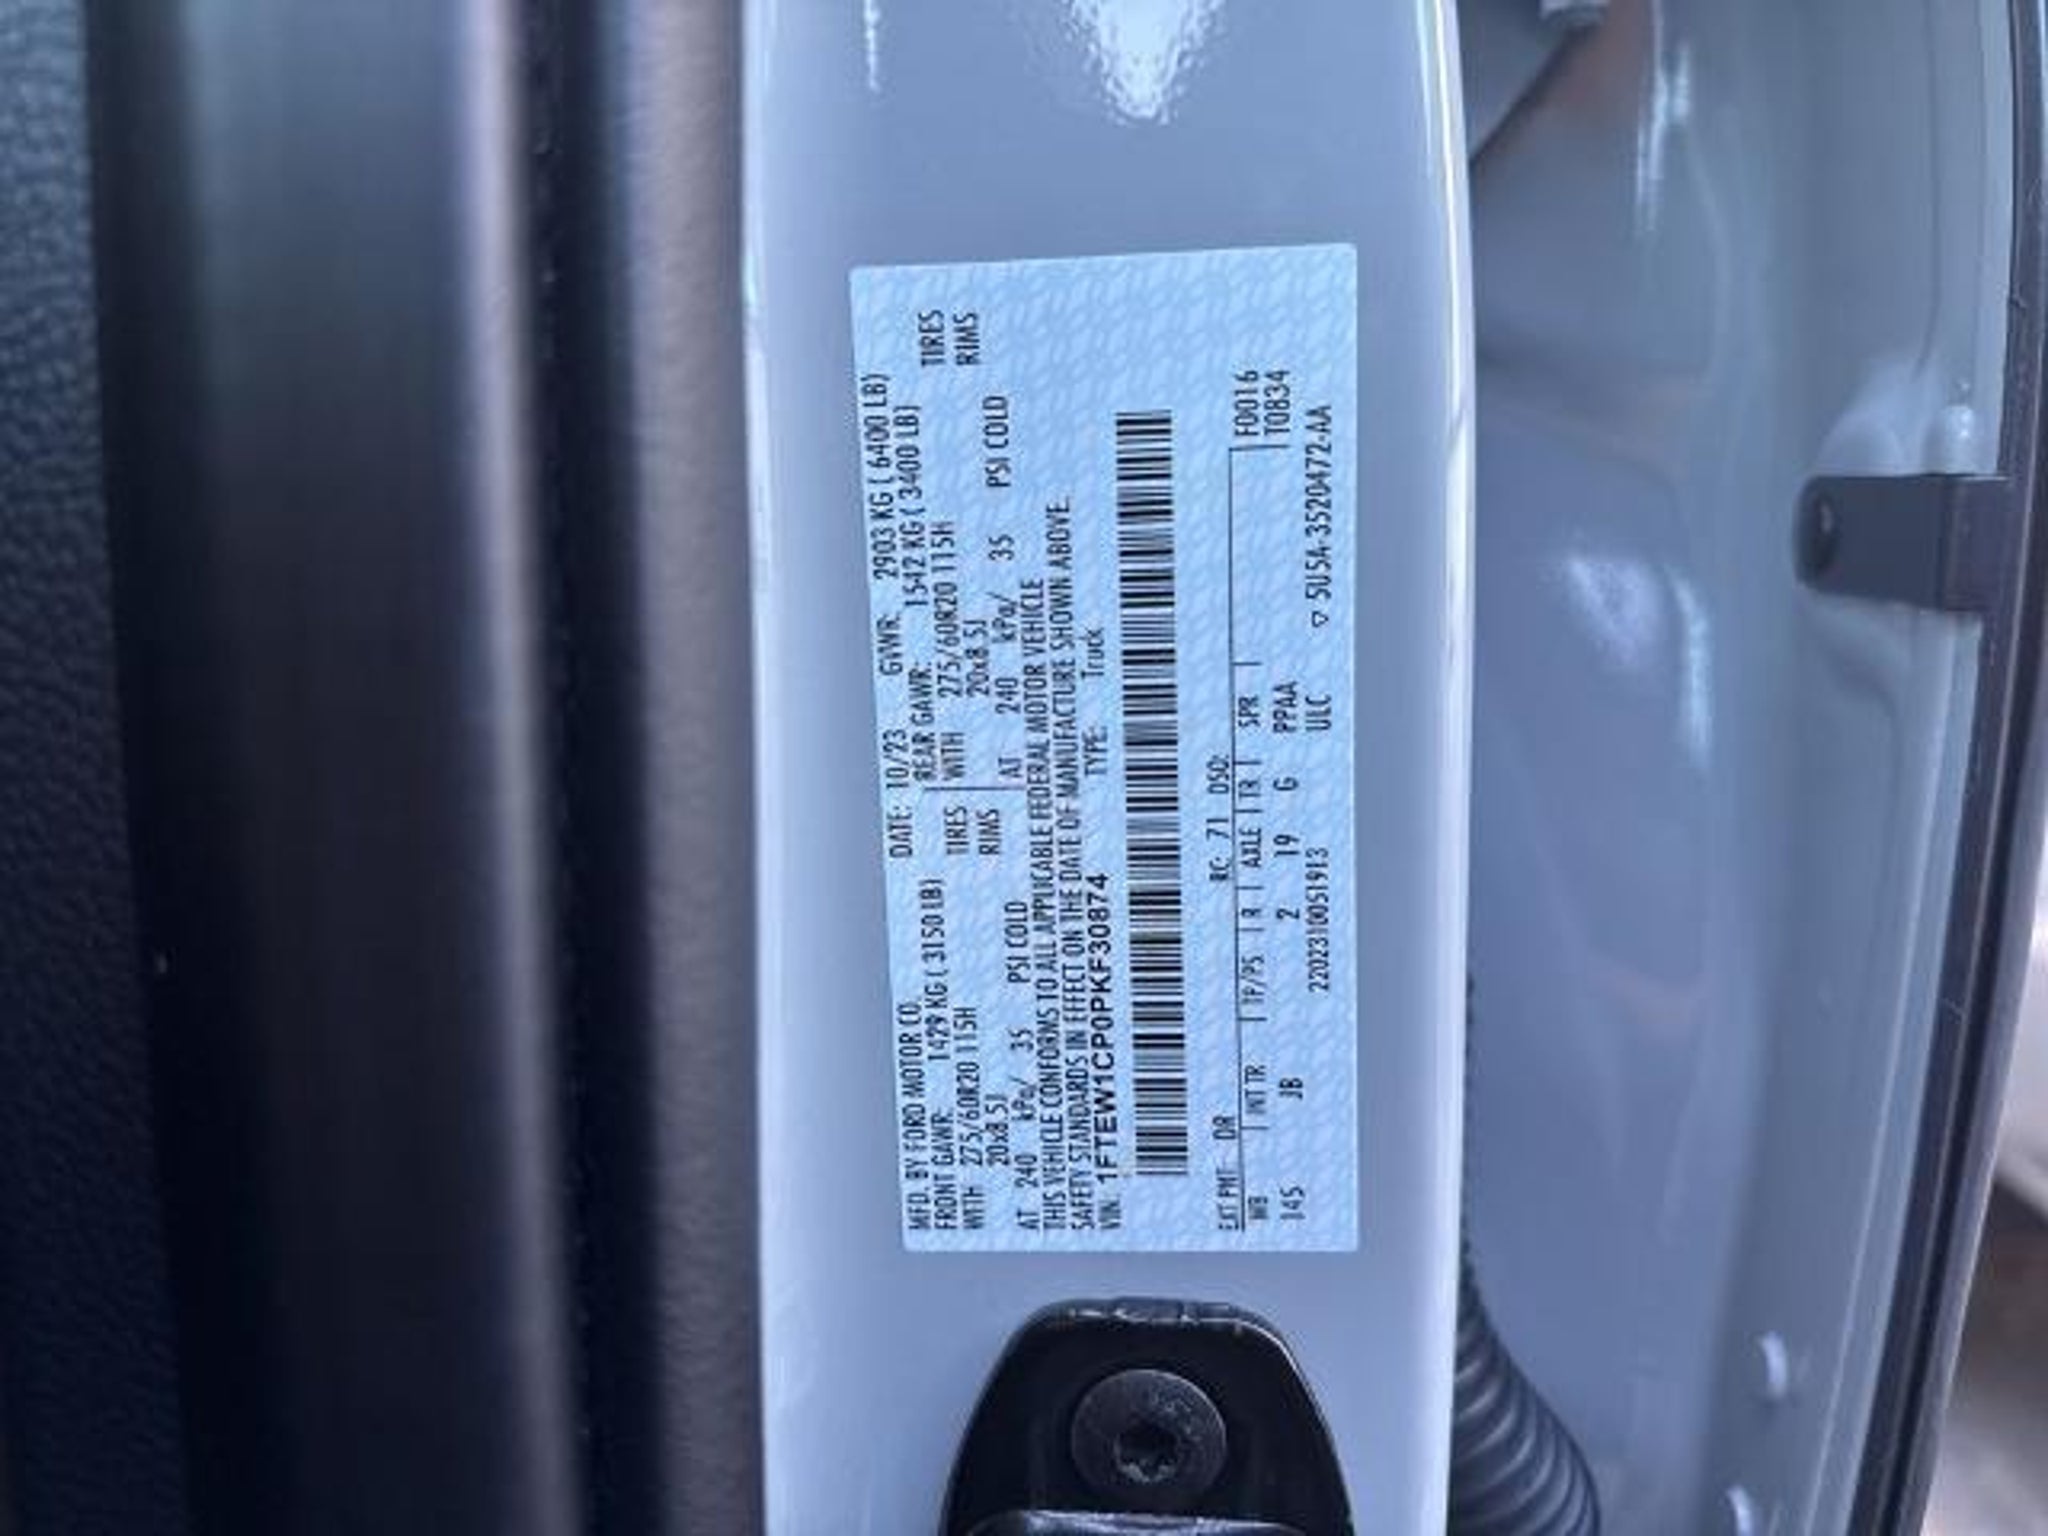 MFD. BY FORD MOTOR CO. DATE: 10/23 GVWR: 2903 KG ( 6400 LB)
FRONT GAWR: 1429 KG ( 3150 LB) REAR GAWR: 1542 KG ( 3400 LB)
WITH 275/60R20 115H TIRES WITH 275/60R20 115H TIRES
20x8.5J RIMS 20x8.5J RIMS
AT 240 kPa/ 35 PSI COLD AT 240 kPa/ 35 PSI COLD
THIS VEHICLE CONFORMS TO ALL APPLICABLE FEDERAL MOTOR VEHICLE
SAFETY STANDARDS IN EFFECT ON THE DATE OF MANUFACTURE SHOWN ABOVE.
VIN: 1FTEW1CP0PKF30874 TYPE: Truck
EXT PNT: DR RC: 71 DSO: F0016
WB INT TR TP/PS R AXLE TR SPR T0834
145 JB 2 19 G PPAA
2202310051913 ULC ▽ 5U5A-3520472-AA